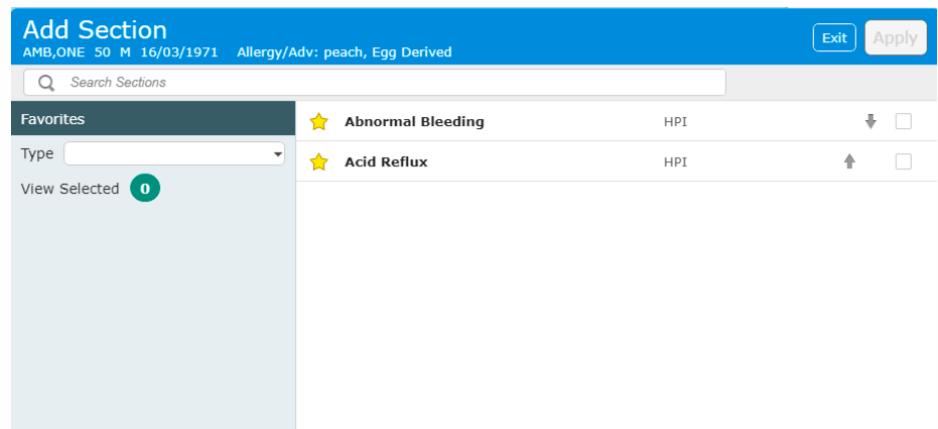 Add Section
AMB,ONE 50 M 16/03/1971 Allergy/Adv: peach, Egg Derived
Exit
Apply
Search Sections
Favorites
Type
View Selected 0
Abnormal Bleeding HPI
Acid Reflux HPI